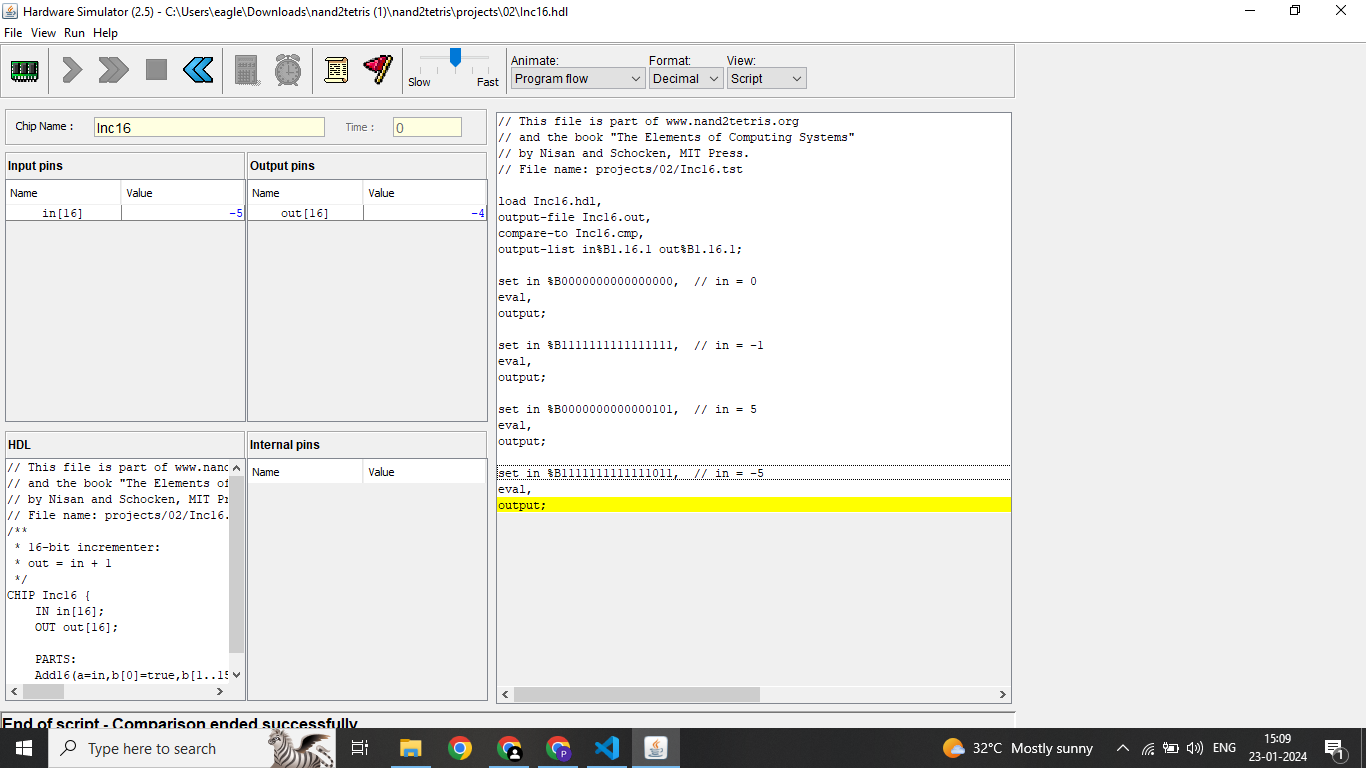 Hardware Simulator (2.5) - C:\Users\eagle\Downloads\nand2tetris (1)\nand2tetris\projects\02\Inc16.hdl
File View Run Help
Slow Fast
Animate: Format: View:
Program flow Decimal Script
Chip Name : Inc16 Time : 0
Input pins Output pins
Name Value Name Value
in[16] -5 out[16] -4
HDL Internal pins
Name Value
// This file is part of www.nand
// and the book "The Elements of
// by Nisan and Schocken, MIT Pr
// File name: projects/02/Inc16.
/**
* 16-bit incrementer:
* out = in + 1
*/
CHIP Inc16 {
IN in[16];
OUT out[16];
PARTS:
Add16(a=in,b[0]=true,b[1..15
// This file is part of www.nand2tetris.org
// and the book "The Elements of Computing Systems"
// by Nisan and Schocken, MIT Press.
// File name: projects/02/Inc16.tst
load Inc16.hdl,
output-file Inc16.out,
compare-to Inc16.cmp,
output-list in%B1.16.1 out%B1.16.1;
set in %B0000000000000000, // in = 0
eval,
output;
set in %B1111111111111111, // in = -1
eval,
output;
set in %B0000000000000101, // in = 5
eval,
output;
set in %B1111111111111011, // in = -5
eval,
output;
End of script - Comparison ended successfully
Type here to search
32°C Mostly sunny
ENG
15:09
23-01-2024
1